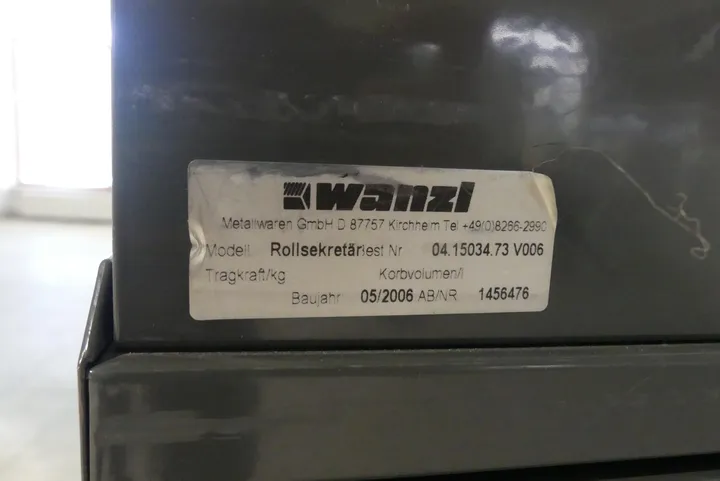 wanzl
Metallwaren GmbH D 87757 Kirchheim Tel +49(0)8266-2990
Modell Rollsekretär est Nr 04.15034.73 V006
Tragkraft/kg Korbvolumen/l
Baujahr 05/2006 AB/NR 1456476